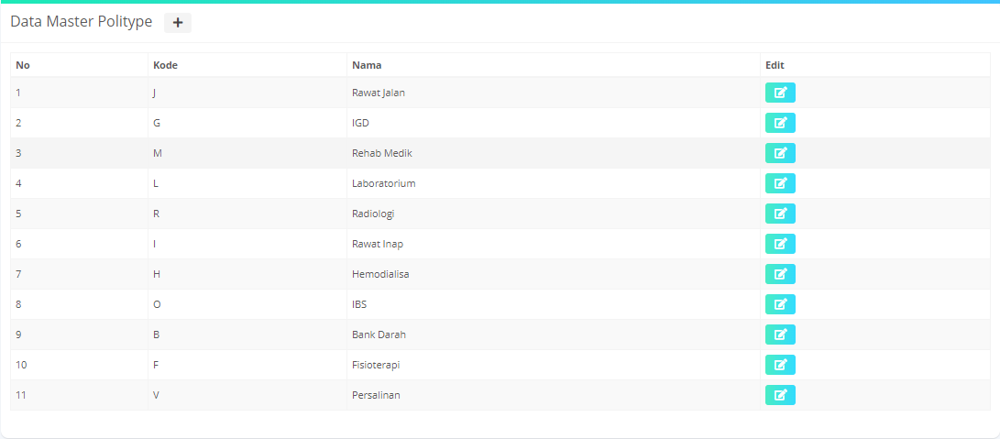 Data Master Politype +
No Kode Nama Edit
1 J Rawat Jalan
2 G IGD
3 M Rehab Medik
4 L Laboratorium
5 R Radiologi
6 I Rawat Inap
7 H Hemodialisa
8 O IBS
9 B Bank Darah
10 F Fisioterapi
11 V Persalinan